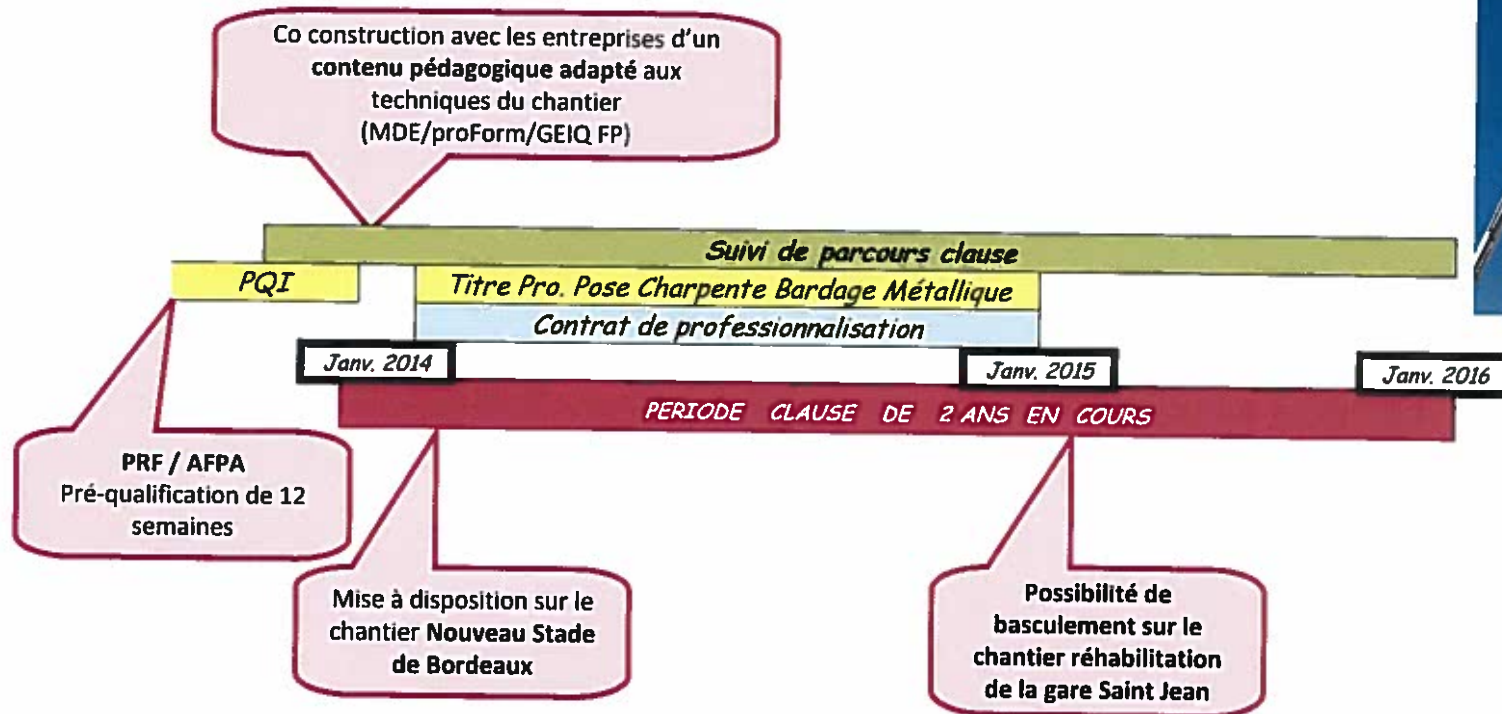 Co construction avec les entreprises d'un
contenu pédagogique adapté aux
techniques du chantier
(MDE/proForm/GEIQ FP)
Suivi de parcours clause
PQI
Titre Pro. Pose Charpente Bardage Métallique
Contrat de professionnalisation
Janv. 2014
Janv. 2015
Janv. 2016
PERIODE CLAUSE DE 2 ANS EN COURS
PRF / AFPA
Pré-qualification de 12
semaines
Mise à disposition sur le
chantier Nouveau Stade
de Bordeaux
Possibilité de
basculement sur le
chantier réhabilitation
de la gare Saint Jean